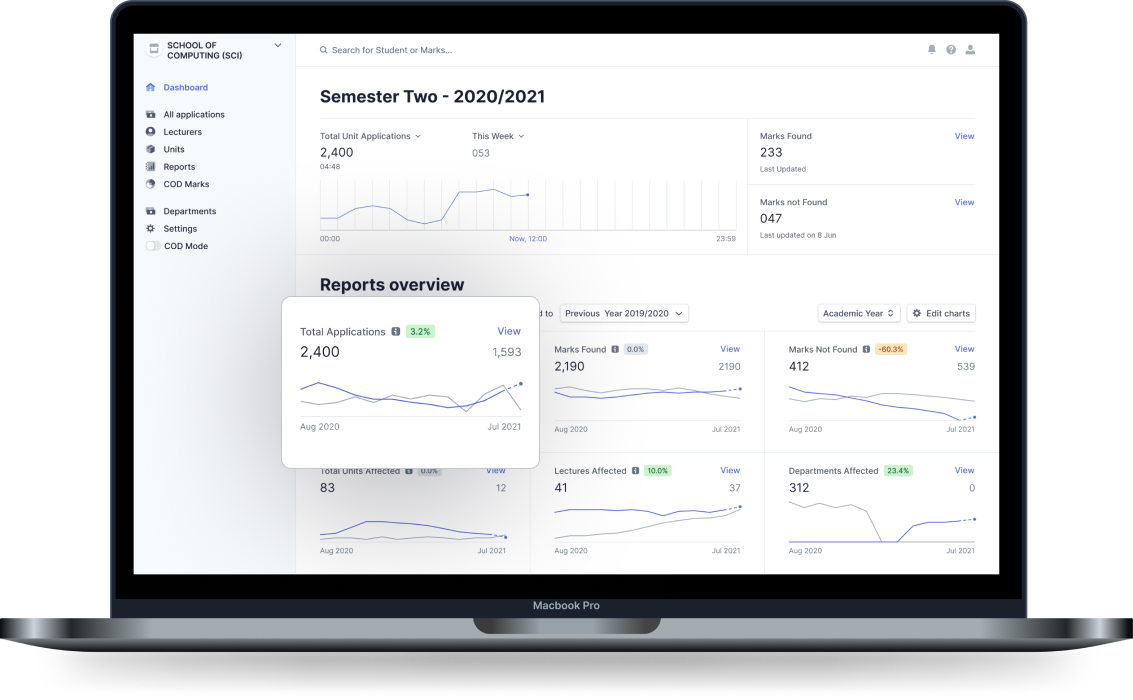 SCHOOL OF
COMPUTING (SCI)
Search for Student or Marks...
Dashboard
All applications
Lecturers
Units
Reports
COD Marks
Departments
Settings
COD Mode
Semester Two - 2020/2021
Total Unit Applications
This Week
2,400
053
04:48
00:00
Now, 12:00
23:59
Marks Found
View
233
Last Updated
Marks not Found
View
047
Last updated on 8 Jun
Reports overview
d to
Previous Year 2019/2020
Academic Year
Edit charts
Total Applications
3.2%
View
2,400
1,593
Aug 2020
Jul 2021
Marks Found
0.0%
View
2,190
2190
Aug 2020
Jul 2021
Marks Not Found
-60.3%
View
412
539
Aug 2020
Jul 2021
Total Units Affected
0.0%
View
83
12
Aug 2020
Jul 2021
Lectures Affected
10.0%
View
41
37
Aug 2020
Jul 2021
Departments Affected
23.4%
View
312
0
Aug 2020
Jul 2021
Macbook Pro